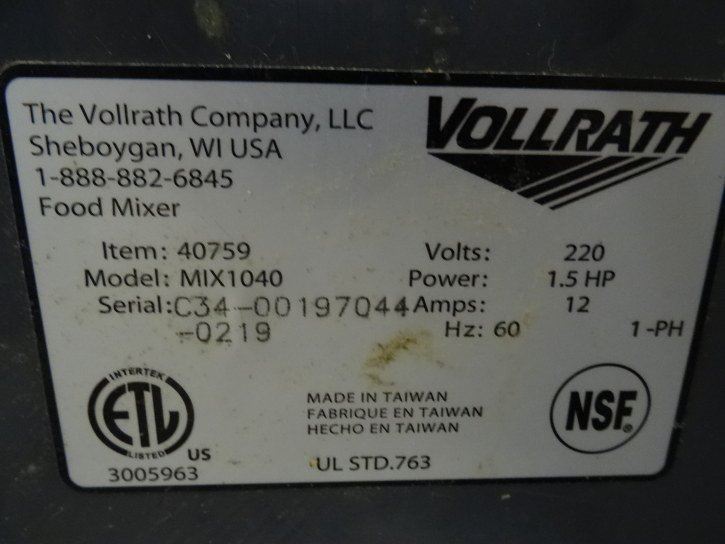 The Vollrath Company, LLC
Sheboygan, WI USA
1-888-882-6845
Food Mixer
VOLLRATH
Item: 40759
Model: MIX1040
Serial: C34-00197044
-0219
Volts: 220
Power: 1.5 HP
Amps: 12
Hz: 60 1-PH
INTERTEK
ETL
LISTED
US
3005963
MADE IN TAIWAN
FABRIQUE EN TAIWAN
HECHO EN TAIWAN
UL STD.763
NSF®